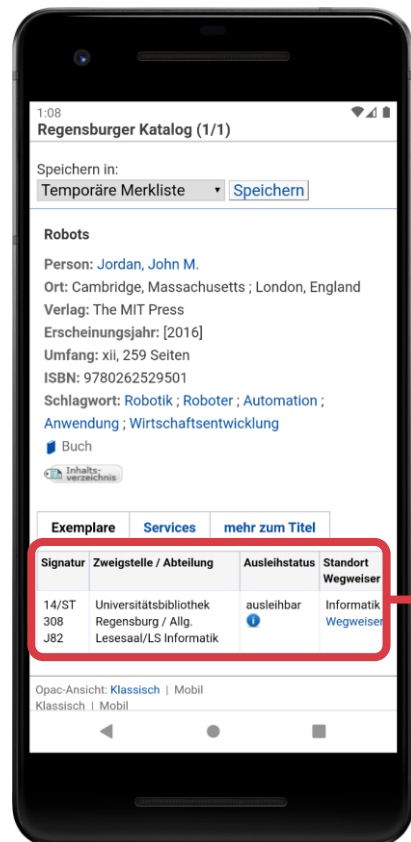 1:08
Regensburger Katalog (1/1)
Speichern in:
Temporäre Merkliste Speichern
Robots
Person: Jordan, John M.
Ort: Cambridge, Massachusetts ; London, England
Verlag: The MIT Press
Erscheinungsjahr: [2016]
Umfang: xii, 259 Seiten
ISBN: 9780262529501
Schlagwort: Robotik ; Roboter ; Automation ;
Anwendung ; Wirtschaftsentwicklung
Buch
Inhalts-
verzeichnis
Exemplare Services mehr zum Titel
Signatur Zweigstelle / Abteilung Ausleihstatus Standort
Wegweiser
14/ST Universitätsbibliothek ausleihbar Informatik
308 Regensburg / Allg. Wegweiser
J82 Lesesaal/LS Informatik
Opac-Ansicht: Klassisch | Mobil
Klassisch | Mobil